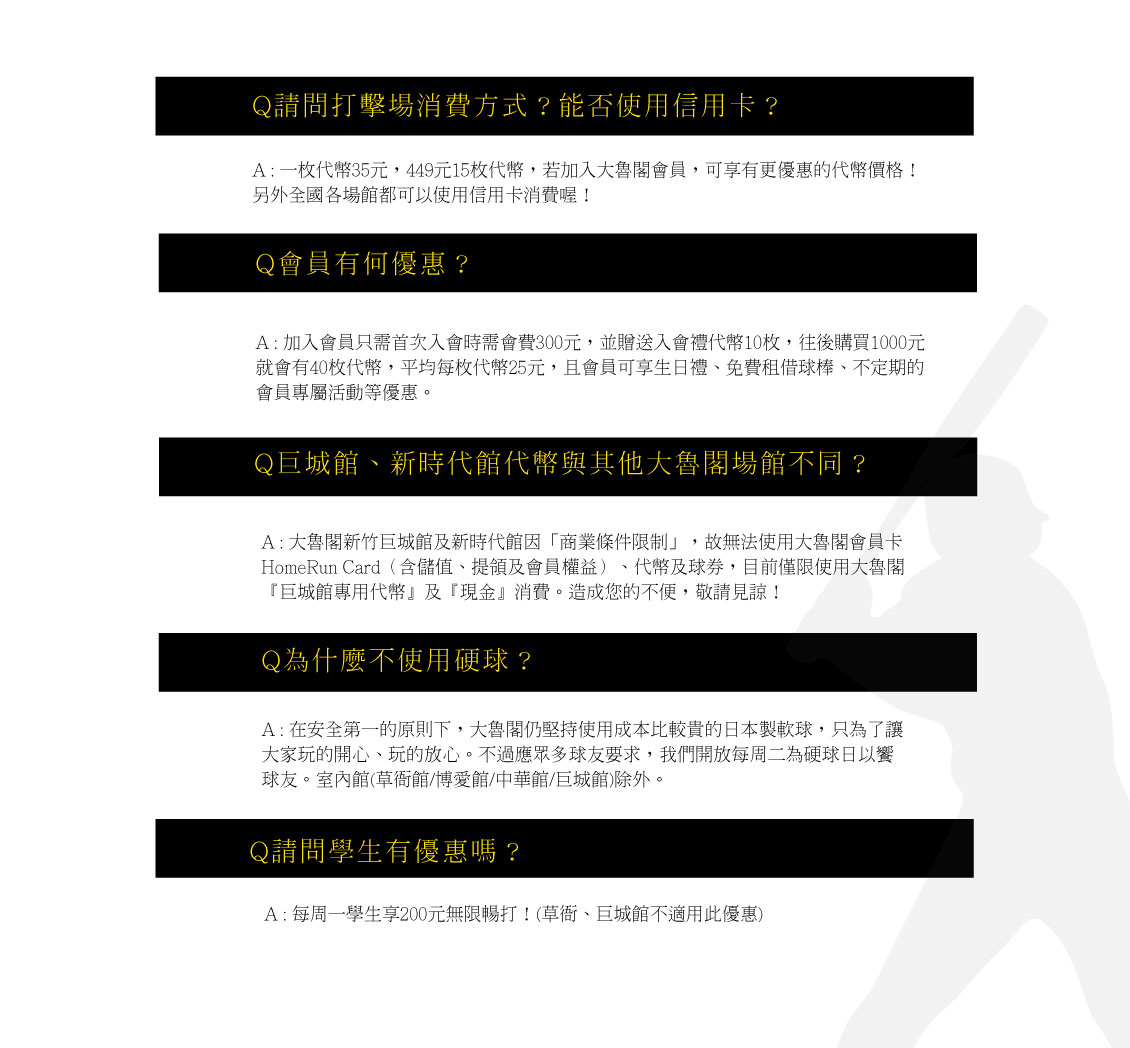 Q請問打擊場消費方式？能否使用信用卡？
A : 一枚代幣35元，449元15枚代幣，若加入大魯閣會員，可享有更優惠的代幣價格！
另外全國各場館都可以使用信用卡消費喔！
Q會員有何優惠？
A : 加入會員只需首次入會時需會費300元，並贈送入會禮代幣10枚，往後購買1000元
就會有40枚代幣，平均每枚代幣25元，且會員可享生日禮、免費租借球棒、不定期的
會員專屬活動等優惠。
Q巨城館、新時代館代幣與其他大魯閣場館不同？
A : 大魯閣新竹巨城館及新時代館因「商業條件限制」，故無法使用大魯閣會員卡
HomeRun Card（含儲值、提領及會員權益）、代幣及球券，目前僅限使用大魯閣
『巨城館專用代幣』及『現金』消費。造成您的不便，敬請見諒！
Q為什麼不使用硬球？
A : 在安全第一的原則下，大魯閣仍堅持使用成本比較貴的日本製軟球，只為了讓
大家玩的開心、玩的放心。不過應眾多球友要求，我們開放每周二為硬球日以饗
球友。室內館(草衙館/博愛館/中華館/巨城館)除外。
Q請問學生有優惠嗎？
A : 每周一學生享200元無限暢打！(草衙、巨城館不適用此優惠)